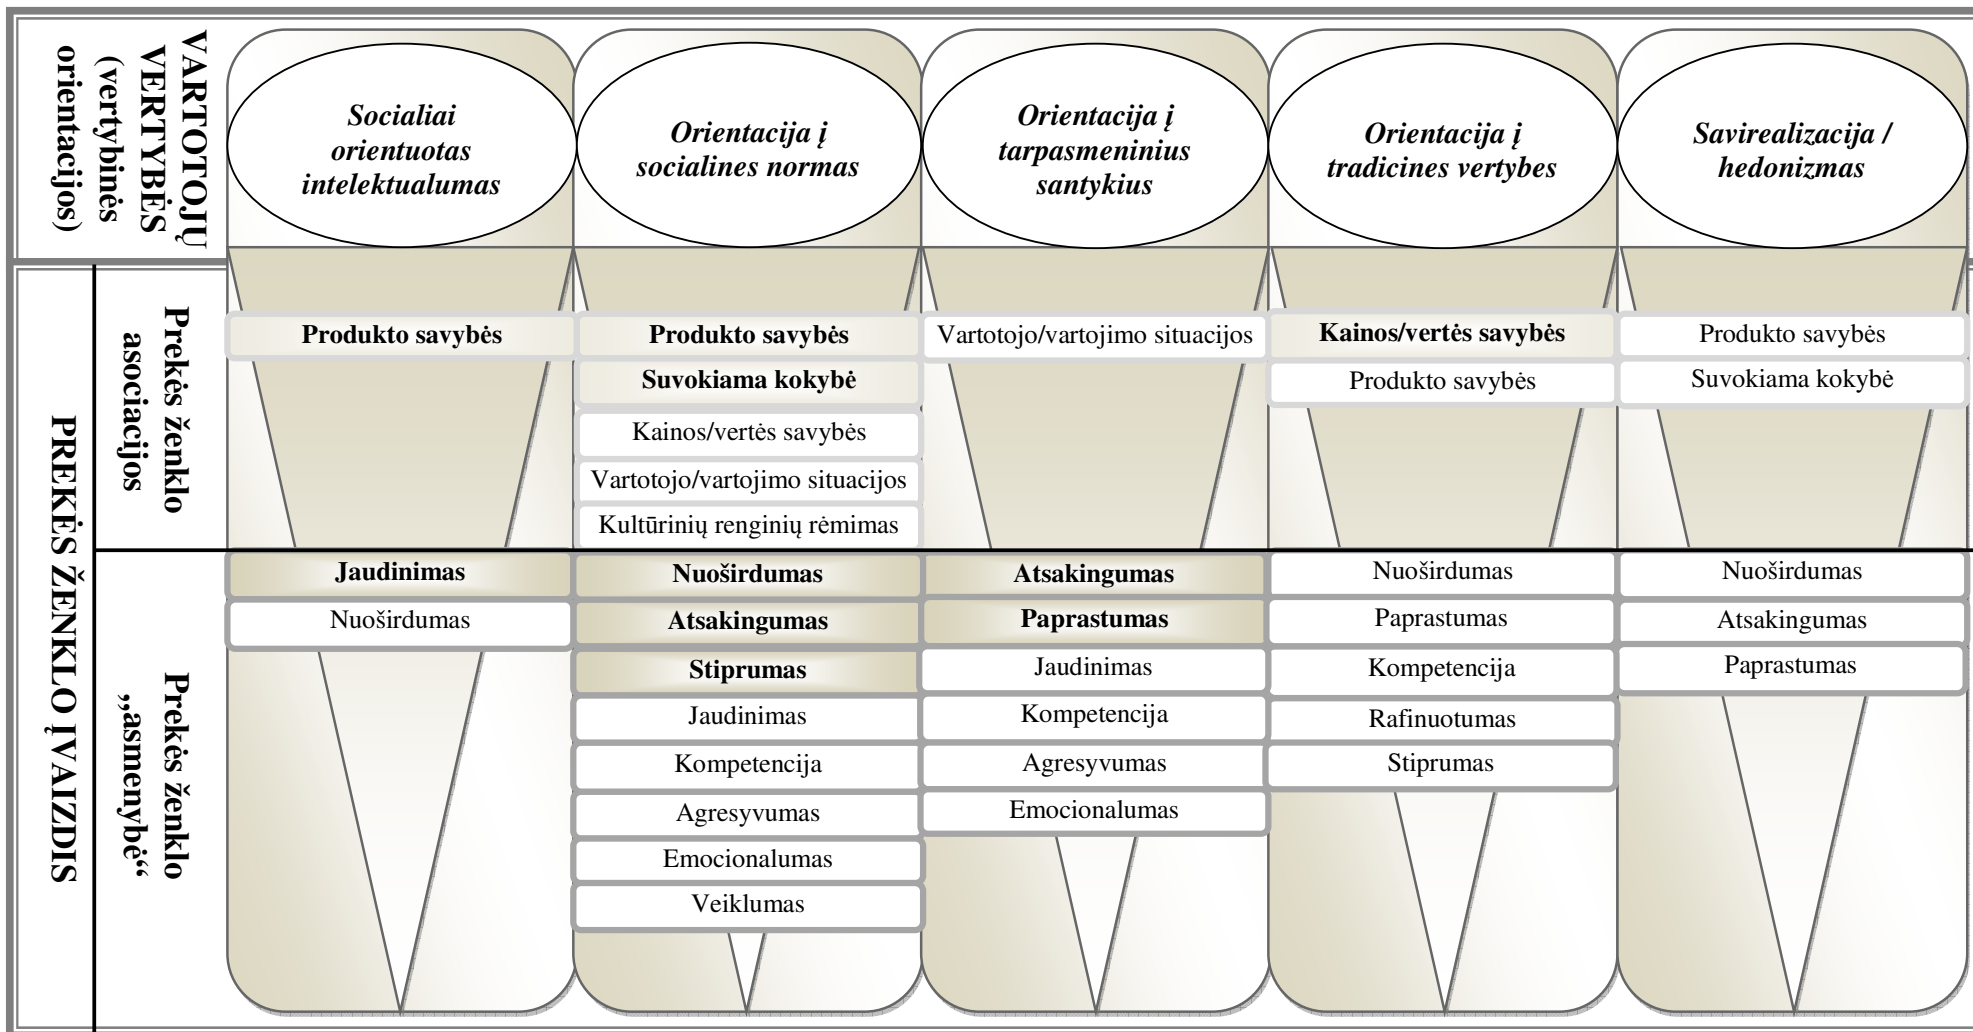 VARTOTOJŲ
VERTYBĖS
(vertybinės
orientacijos)
Socialiai
orientuotas
intelektualumas
Orientacija į
socialines normas
Orientacija į
tarpasmeninius
santykius
Orientacija į
tradicines vertybes
Savirealizacija /
hedonizmas
PREKĖS ŽENKLO ĮVAIZDIS
Prekės ženklo
asociacijos
Produkto savybės
Produkto savybės
Suvokiama kokybė
Kainos/vertės savybės
Vartotojo/vartojimo situacijos
Kultūrinių renginių rėmimas
Vartotojo/vartojimo situacijos
Kainos/vertės savybės
Produkto savybės
Produkto savybės
Suvokiama kokybė
Prekės ženklo
„asmenybė“
Jaudinimas
Nuoširdumas
Nuoširdumas
Atsakingumas
Stiprumas
Jaudinimas
Kompetencija
Agresyvumas
Emocionalumas
Veiklumas
Atsakingumas
Paprastumas
Jaudinimas
Kompetencija
Agresyvumas
Emocionalumas
Nuoširdumas
Paprastumas
Kompetencija
Rafinuotumas
Stiprumas
Nuoširdumas
Atsakingumas
Paprastumas